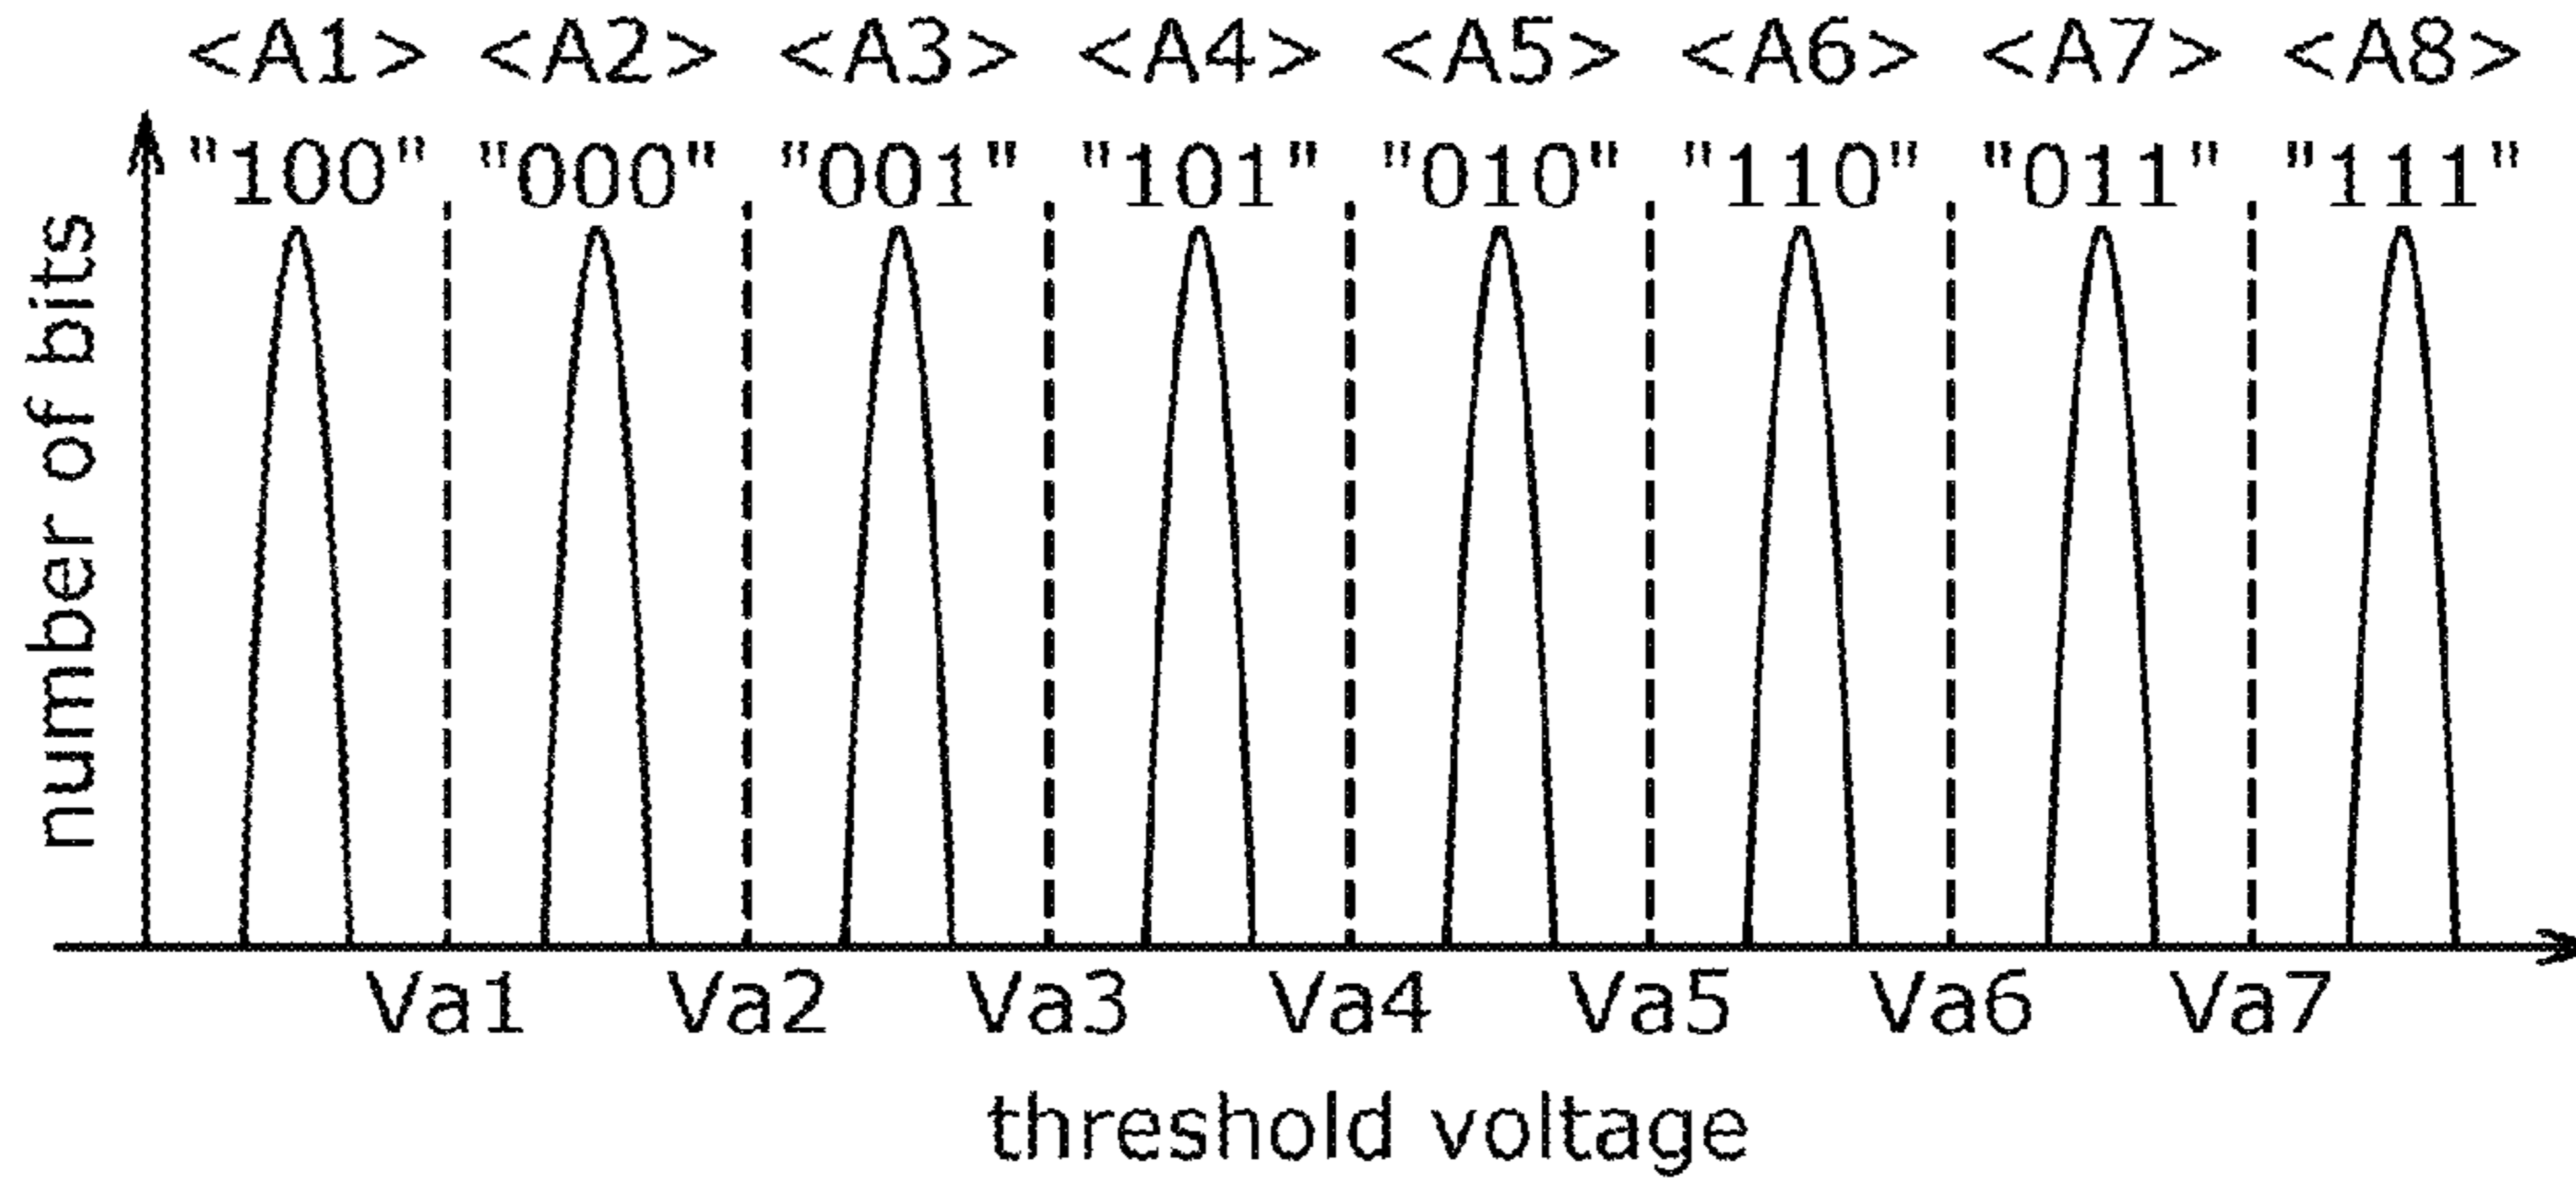 <A1> <A2> <A3> <A4> <A5> <A6> <A7> <A8>
"100" "000" "001" "101" "010" "110" "011" "111"
number of bits
Va1 Va2 Va3 Va4 Va5 Va6 Va7
threshold voltage